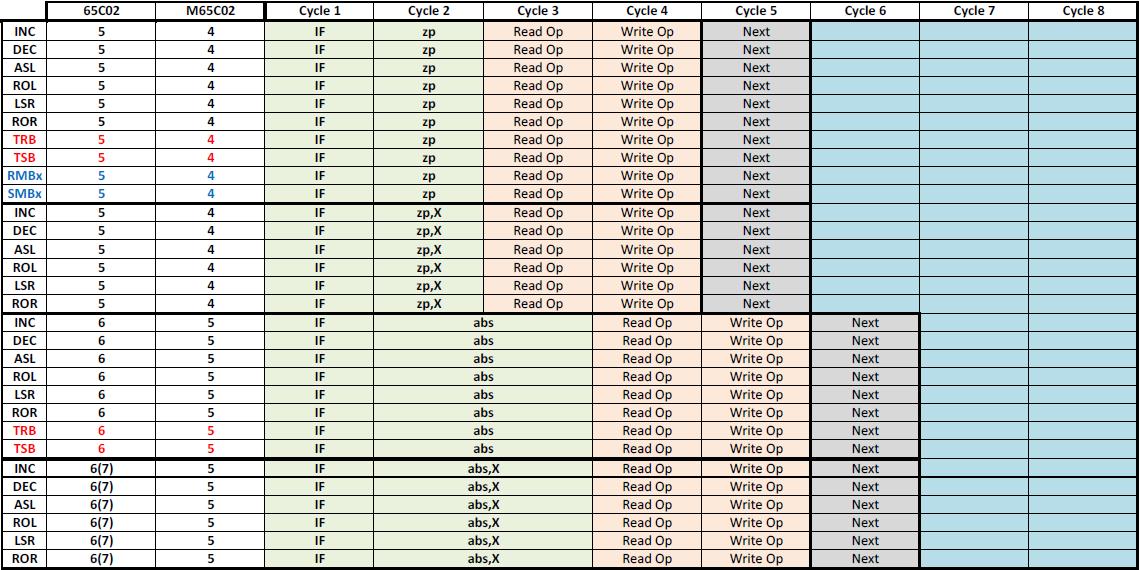 65C02 M65C02 Cycle 1 Cycle 2 Cycle 3 Cycle 4 Cycle 5 Cycle 6 Cycle 7 Cycle 8
INC 5 4 IF zp Read Op Write Op Next
DEC 5 4 IF zp Read Op Write Op Next
ASL 5 4 IF zp Read Op Write Op Next
ROL 5 4 IF zp Read Op Write Op Next
LSR 5 4 IF zp Read Op Write Op Next
ROR 5 4 IF zp Read Op Write Op Next
TRB 5 4 IF zp Read Op Write Op Next
TSB 5 4 IF zp Read Op Write Op Next
RMBx 5 4 IF zp Read Op Write Op Next
SMBx 5 4 IF zp Read Op Write Op Next
INC 5 4 IF zp,X Read Op Write Op Next
DEC 5 4 IF zp,X Read Op Write Op Next
ASL 5 4 IF zp,X Read Op Write Op Next
ROL 5 4 IF zp,X Read Op Write Op Next
LSR 5 4 IF zp,X Read Op Write Op Next
ROR 5 4 IF zp,X Read Op Write Op Next
INC 6 5 IF abs Read Op Write Op Next
DEC 6 5 IF abs Read Op Write Op Next
ASL 6 5 IF abs Read Op Write Op Next
ROL 6 5 IF abs Read Op Write Op Next
LSR 6 5 IF abs Read Op Write Op Next
ROR 6 5 IF abs Read Op Write Op Next
TRB 6 5 IF abs Read Op Write Op Next
TSB 6 5 IF abs Read Op Write Op Next
INC 6(7) 5 IF abs,X Read Op Write Op Next
DEC 6(7) 5 IF abs,X Read Op Write Op Next
ASL 6(7) 5 IF abs,X Read Op Write Op Next
ROL 6(7) 5 IF abs,X Read Op Write Op Next
LSR 6(7) 5 IF abs,X Read Op Write Op Next
ROR 6(7) 5 IF abs,X Read Op Write Op Next